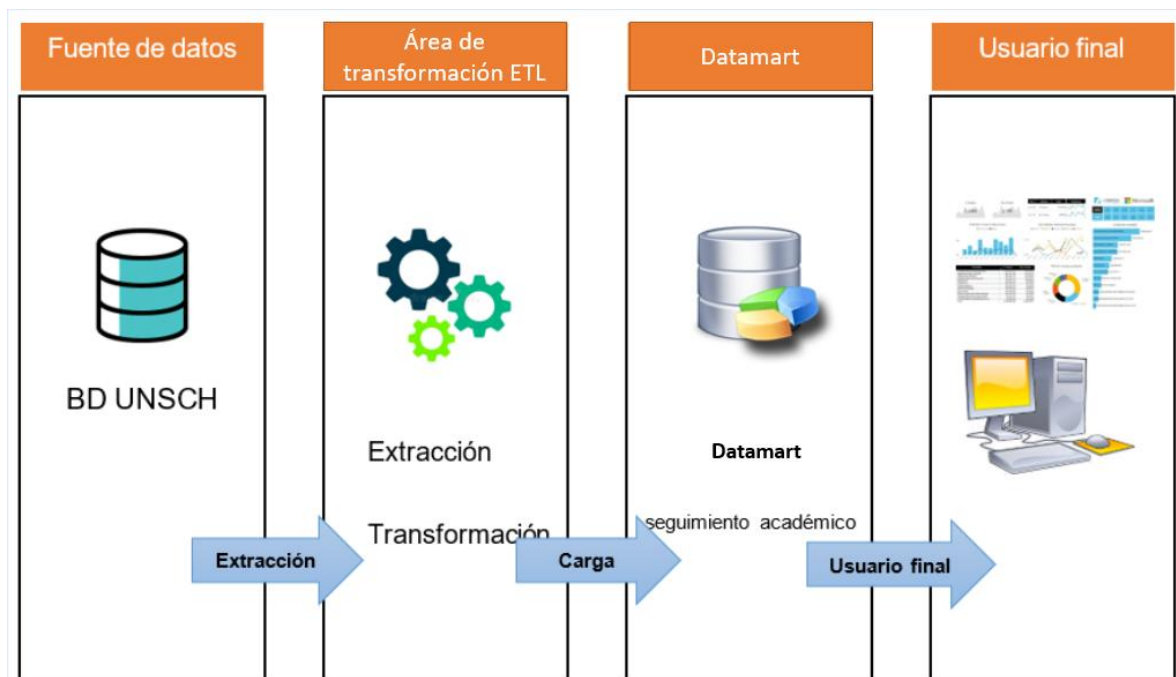 Fuente de datos
Área de
transformación ETL
Datamart
Usuario final
BD UNSCH
Extracción
Transformación
Datamart
seguimiento académico
Extracción
Carga
Usuario final
Microsoft